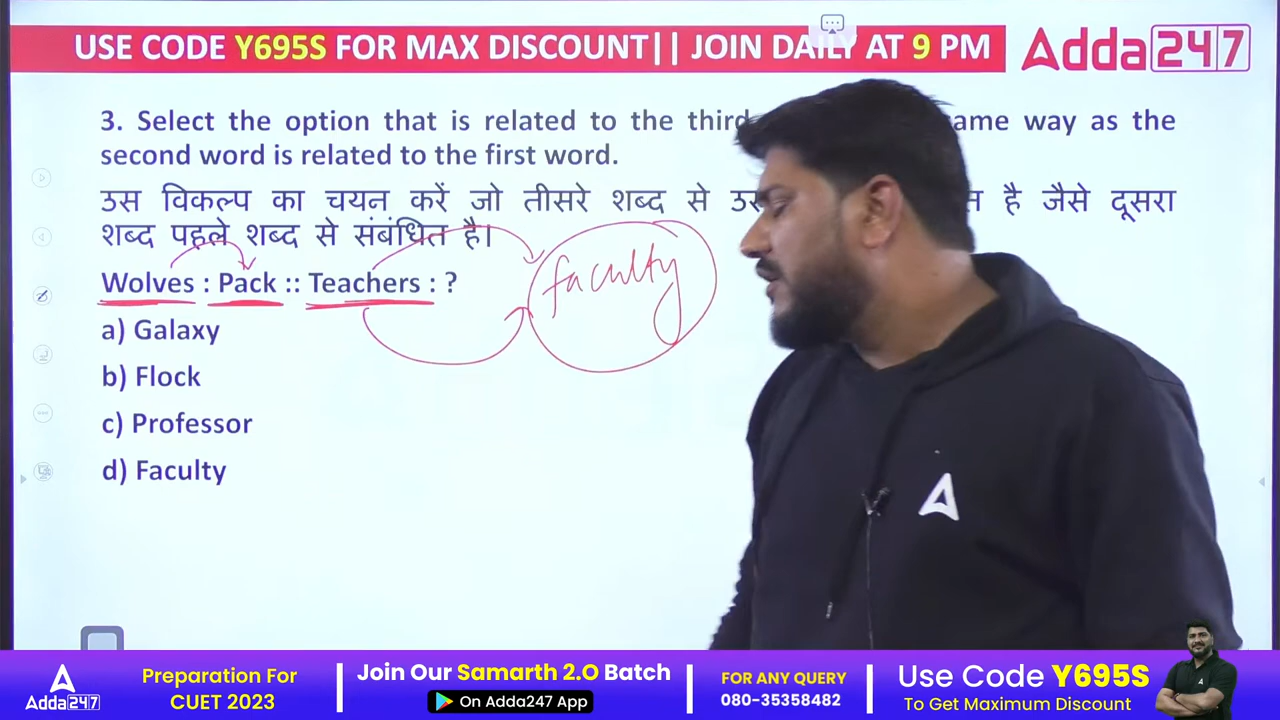 USE CODE Y695S FOR MAX DISCOUNT|| JOIN DAILY AT 9 PM
Adda247
3. Select the option that is related to the third ame way as the
second word is related to the first word.
उस विकल्प का चयन करें जो तीसरे शब्द से है जैसे दूसरा
शब्द पहले शब्द से संबंधित है।
Wolves : Pack :: Teachers : ?
faculty
a) Galaxy
b) Flock
c) Professor
d) Faculty
Adda247
Preparation For
CUET 2023
Join Our Samarth 2.O Batch
On Adda247 App
FOR ANY QUERY
080-35358482
Use Code Y695S
To Get Maximum Discount